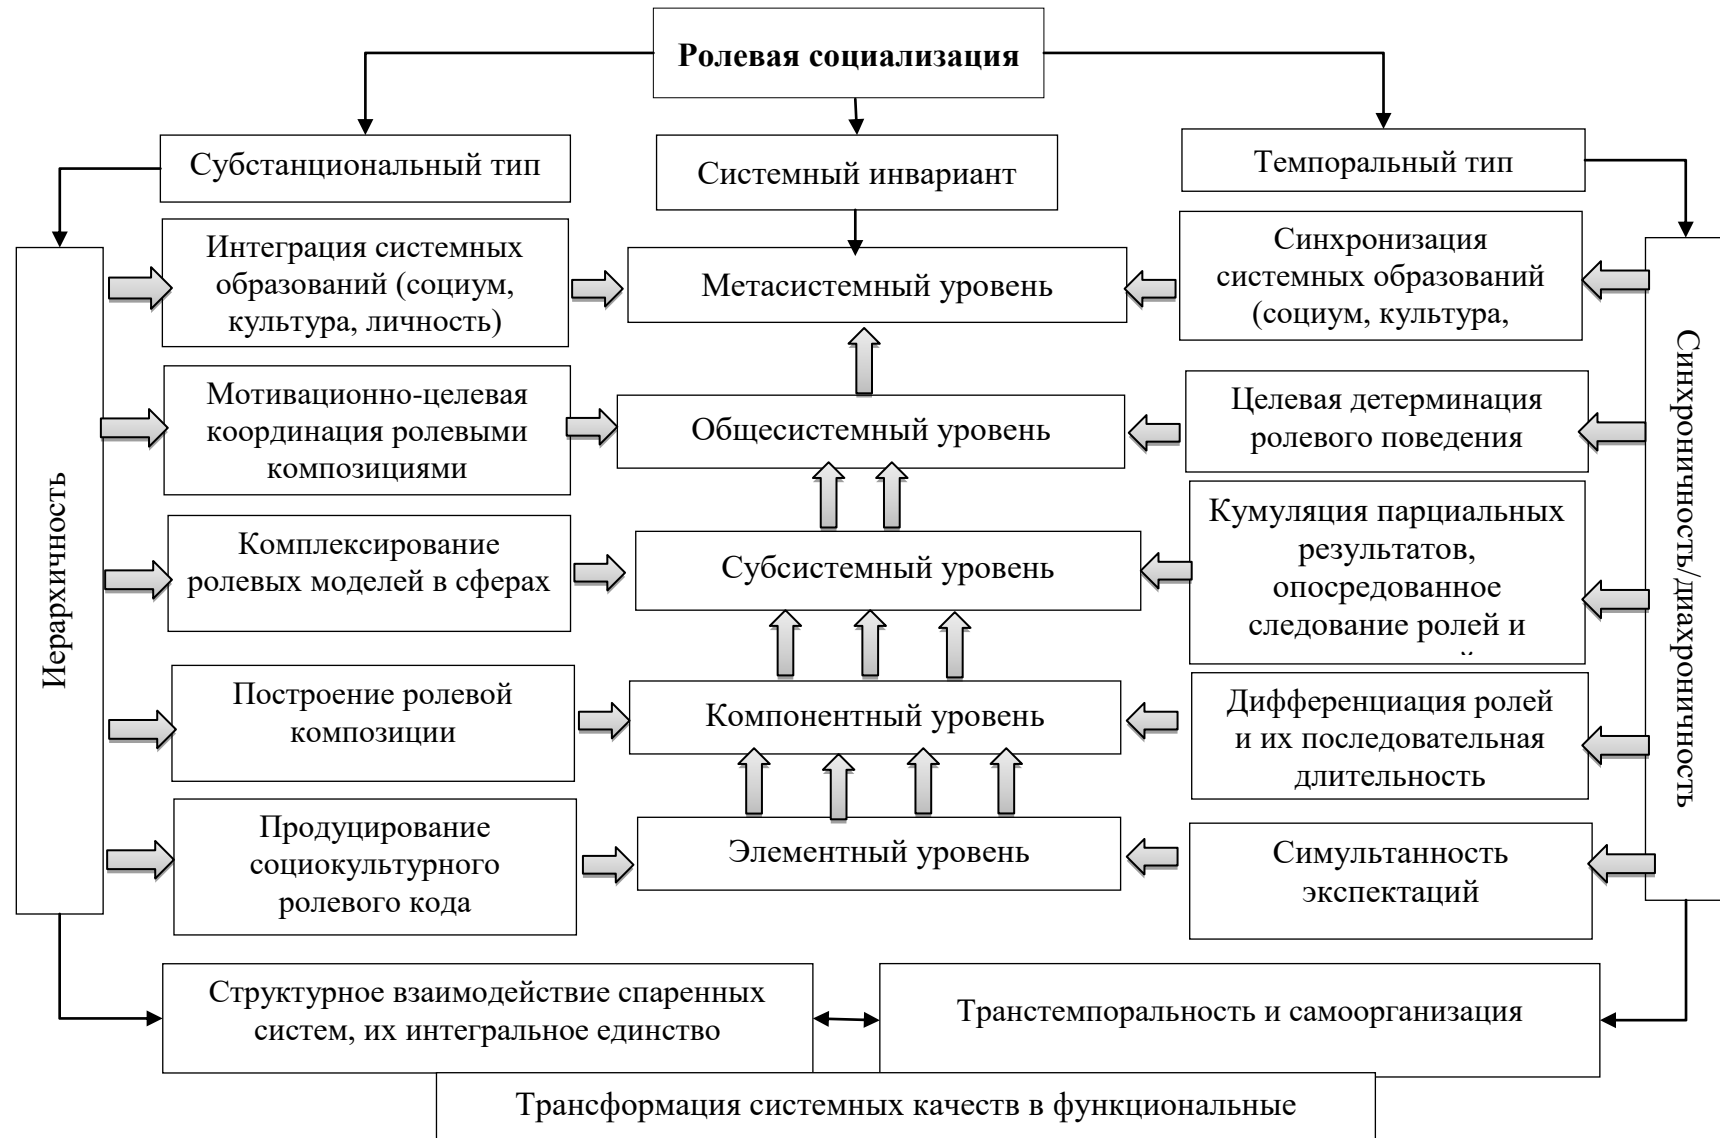 Ролевая социализация
Субстанциональный тип
Системный инвариант
Темпоральный тип
Иерархичность
Интеграция системных
образований (социум,
культура, личность)
Метасистемный уровень
Синхронизация
системных образований
(социум, культура,
Синхроничность/диахроничность
Мотивационно-целевая
координация ролевыми
композициями
Общесистемный уровень
Целевая детерминация
ролевого поведения
Комплексирование
ролевых моделей в сферах
Субсистемный уровень
Кумуляция парциальных
результатов,
опосредованное
следование ролей и
Построение ролевой
композиции
Компонентный уровень
Дифференциация ролей
и их последовательная
длительность
Продуцирование
социокультурного
ролевого кода
Элементный уровень
Симультанность
экспектаций
Структурное взаимодействие спаренных
систем, их интегральное единство
Транстемпоральность и самоорганизация
Трансформация системных качеств в функциональные